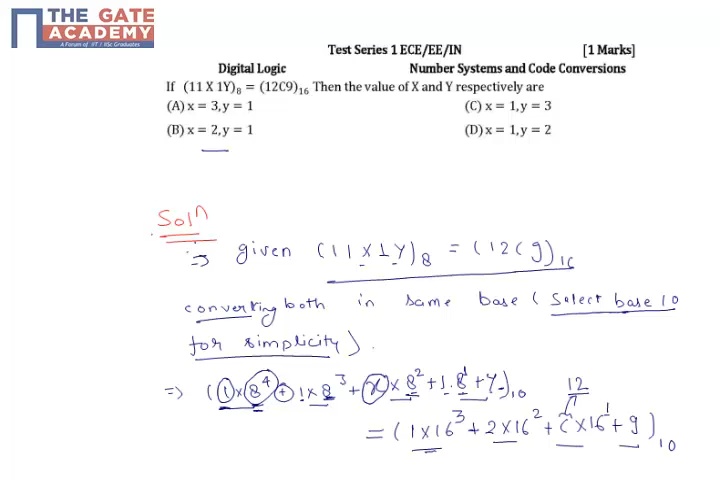 THE GATE
ACADEMY
A Forum of IIT / IISc Graduates
Test Series 1 ECE/EE/IN [1 Marks]
Digital Logic Number Systems and Code Conversions
If (11 X 1Y)₈ = (12C9)₁₆ Then the value of X and Y respectively are
(A) x = 3, y = 1 (C) x = 1, y = 3
(B) x = 2, y = 1 (D) x = 1, y = 2
Solⁿ
⇒ given (11X1Y)₈ = (12C9)₁₆
converting both in same base (Select base 10
for simplicity).
⇒ (1×8⁴+1×8³+x×8²+1.8¹+Y)₁₀ 12
= (1×16³+2×16²+C×16¹+9)₁₀